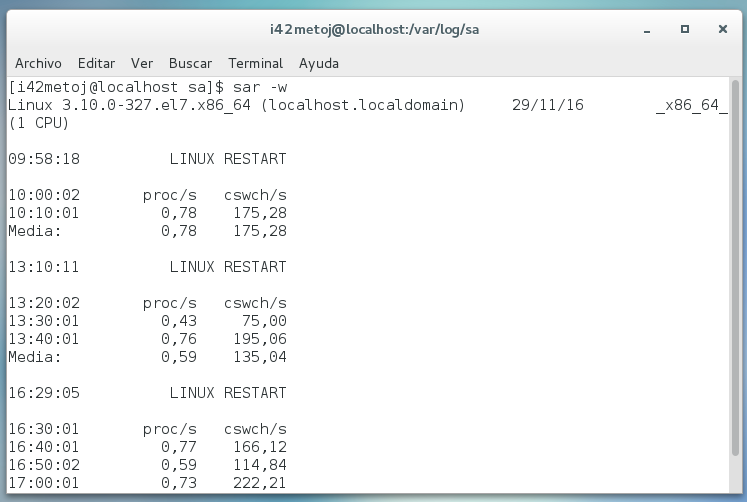 i42metoj@localhost:/var/log/sa
Archivo Editar Ver Buscar Terminal Ayuda
[i42metoj@localhost sa]$ sar -w
Linux 3.10.0-327.el7.x86_64 (localhost.localdomain) 29/11/16 _x86_64_
(1 CPU)
09:58:18 LINUX RESTART
10:00:02 proc/s cswch/s
10:10:01 0,78 175,28
Media: 0,78 175,28
13:10:11 LINUX RESTART
13:20:02 proc/s cswch/s
13:30:01 0,43 75,00
13:40:01 0,76 195,06
Media: 0,59 135,04
16:29:05 LINUX RESTART
16:30:01 proc/s cswch/s
16:40:01 0,77 166,12
16:50:02 0,59 114,84
17:00:01 0,73 222,21